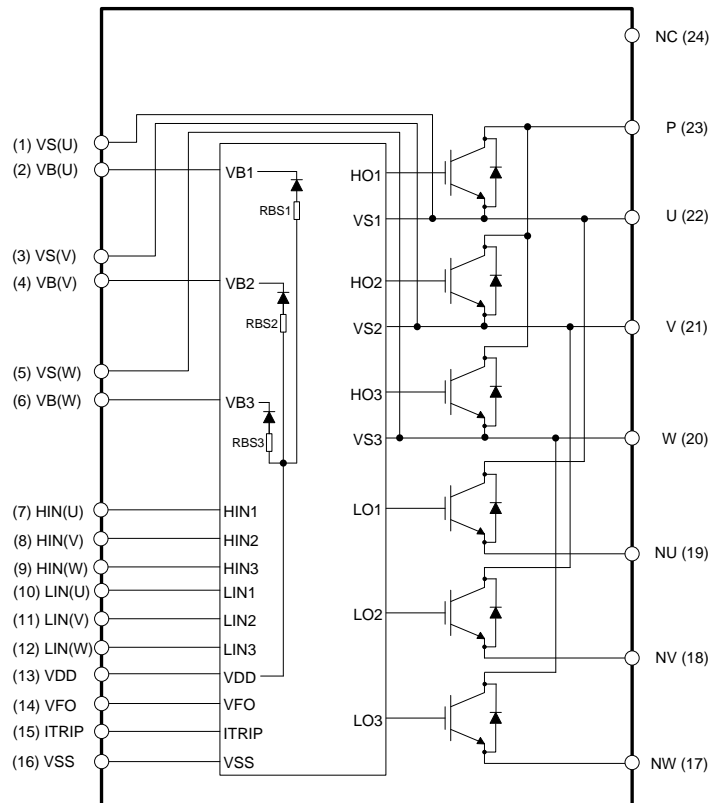 NC (24)
(1) VS(U)
(2) VB(U)
(3) VS(V)
(4) VB(V)
(5) VS(W)
(6) VB(W)
(7) HIN(U)
(8) HIN(V)
(9) HIN(W)
(10) LIN(U)
(11) LIN(V)
(12) LIN(W)
(13) VDD
(14) VFO
(15) ITRIP
(16) VSS
VB1
RBS1
VB2
RBS2
VB3
RBS3
HIN1
HIN2
HIN3
LIN1
LIN2
LIN3
VDD
VFO
ITRIP
VSS
HO1
VS1
HO2
VS2
HO3
VS3
LO1
LO2
LO3
P (23)
U (22)
V (21)
W (20)
NU (19)
NV (18)
NW (17)